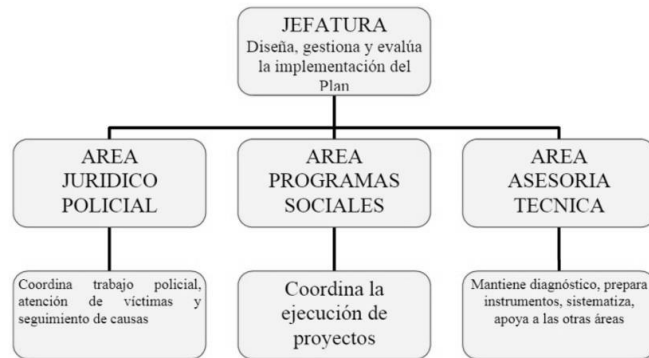 JEFATURA
Diseña, gestiona y evalúa
la implementación del
Plan
AREA
JURIDICO
POLICIAL
AREA
PROGRAMAS
SOCIALES
AREA
ASESORIA
TECNICA
Coordina trabajo policial,
atención de víctimas y
seguimiento de causas
Coordina la
ejecución de
proyectos
Mantiene diagnóstico, prepara
instrumentos, sistematiza,
apoya a las otras áreas